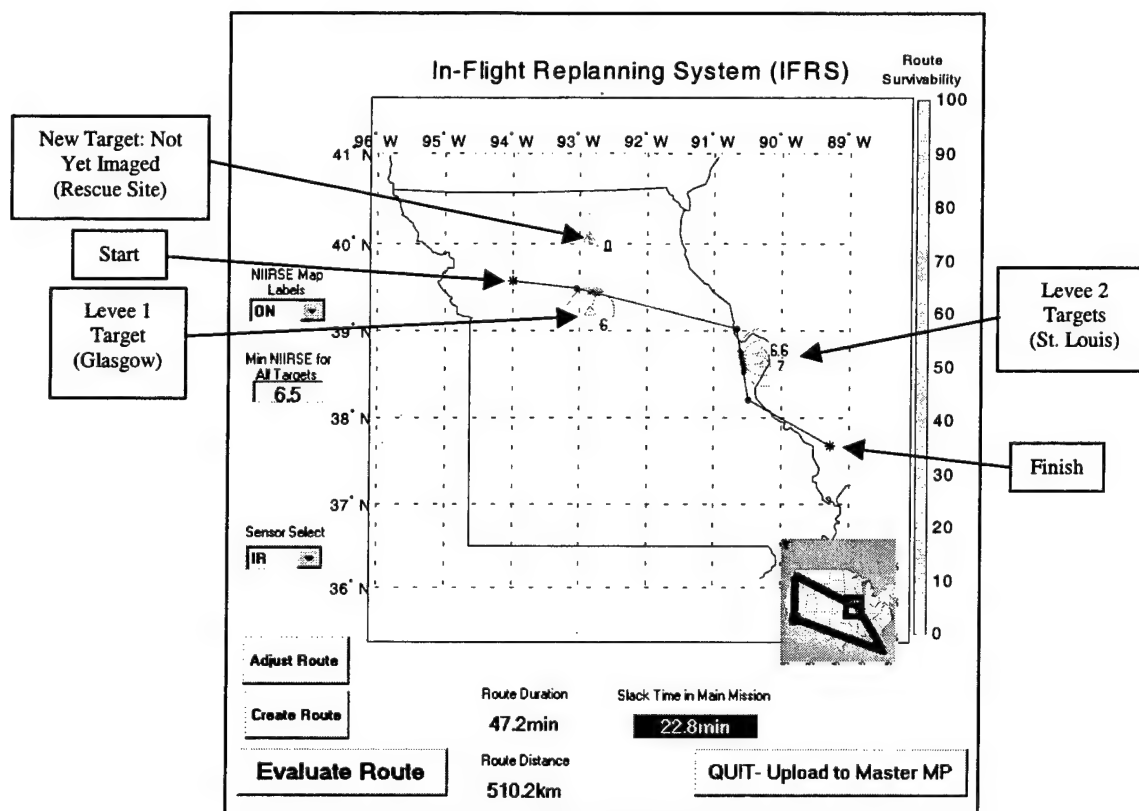 In-Flight Replanning System (IFRS)
Route
Survivability
100
90
80
70
60
50
40
30
20
10
0
96° W 95 W 94 W 93 W 92 W 91 W 90 W 89 W
41° N
40° N
39° N
38° N
37° N
36° N
New Target: Not
Yet Imaged
(Rescue Site)
0
Start
NIIRSE Map
Labels
ON
Levee 1
Target
(Glasgow)
6
Levee 2
Targets
(St. Louis)
6.6
7
Min NIIRSE for
All Targets
6.5
Finish
Sensor Select
IR
Adjust Route
Create Route
Evaluate Route
Route Duration
47.2min
Route Distance
510.2km
Slack Time in Main Mission
22.8min
QUIT- Upload to Master MP